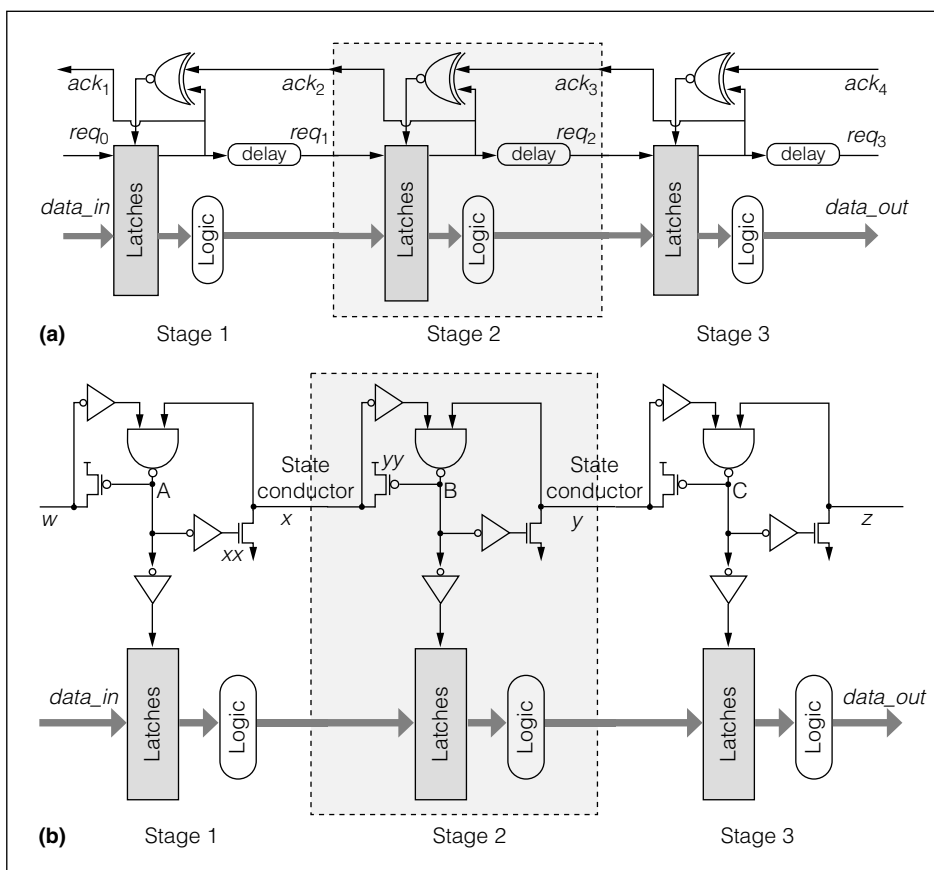 ack1 ack2 ack3 ack4
req0 req1 req2 req3
delay delay delay
data_in Latches Logic Latches Logic Latches Logic data_out
(a) Stage 1 Stage 2 Stage 3
yy
State conductor
State conductor
A B C
w x y z
xx
data_in Latches Logic Latches Logic Latches Logic data_out
(b) Stage 1 Stage 2 Stage 3